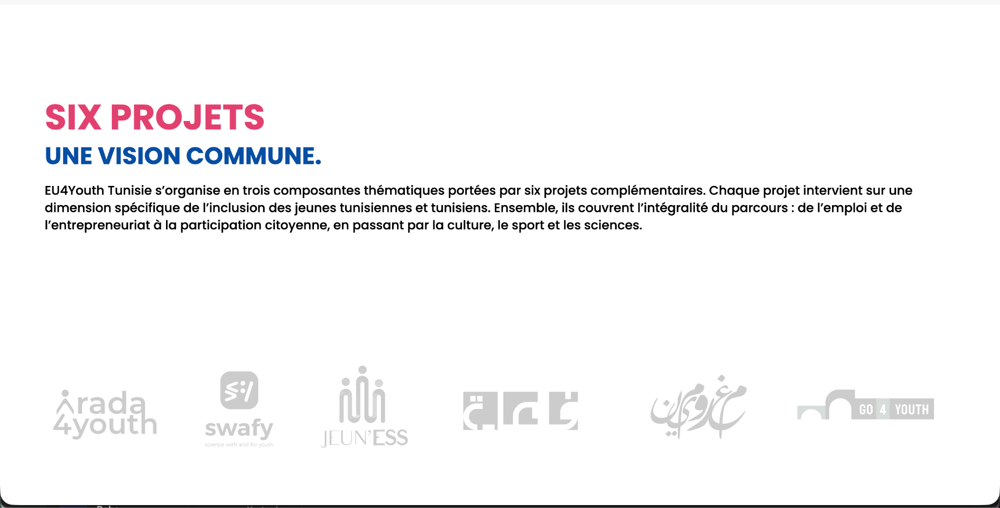 SIX PROJETS
UNE VISION COMMUNE.
EU4Youth Tunisie s’organise en trois composantes thématiques portées par six projets complémentaires. Chaque projet intervient sur une
dimension spécifique de l’inclusion des jeunes tunisiennes et tunisiens. Ensemble, ils couvrent l’intégralité du parcours : de l’emploi et de
l’entrepreneuriat à la participation citoyenne, en passant par la culture, le sport et les sciences.
irada
4youth
swafy
science with and for youth
JEUN’ESS
GO 4 YOUTH